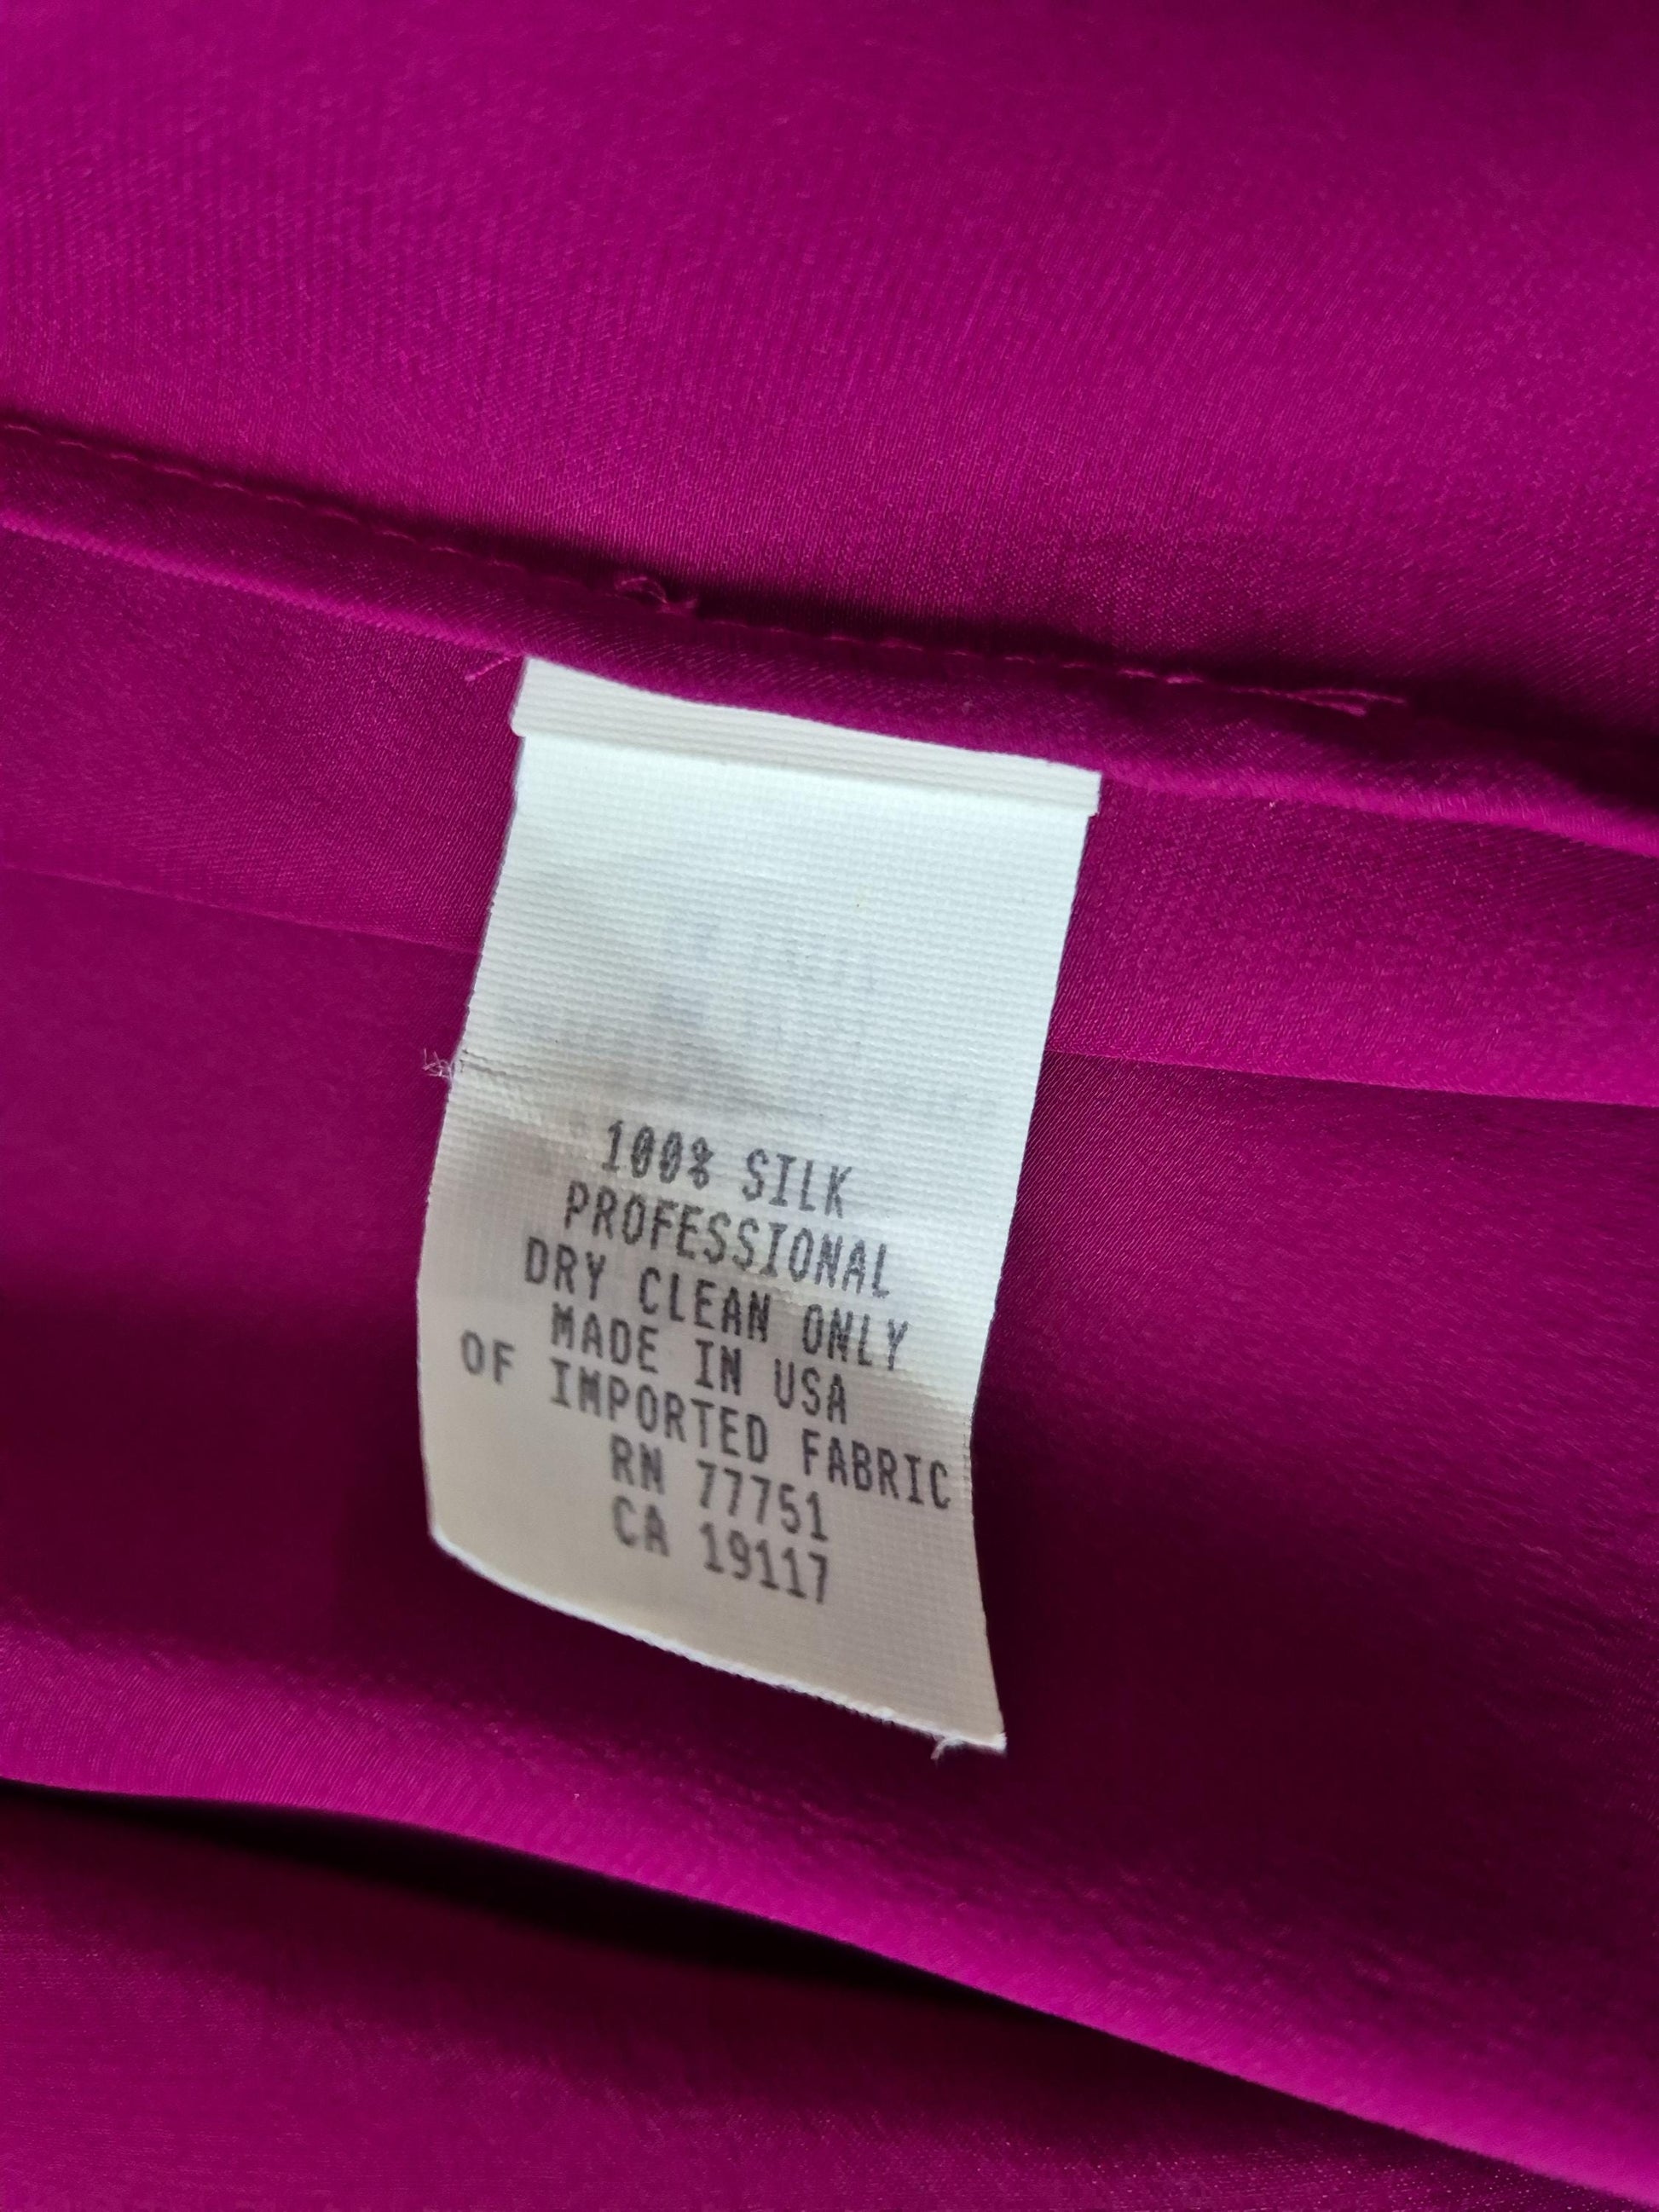 100% SILK
PROFESSIONAL
DRY CLEAN ONLY
MADE IN USA
OF IMPORTED FABRIC
RN 77751
CA 19117